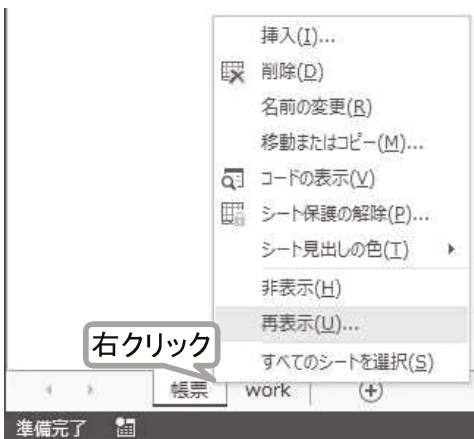 挿入(I)...
削除(D)
名前の変更(R)
移動またはコピー(M)...
コードの表示(V)
シート保護の解除(P)...
シート見出しの色(T)
非表示(H)
再表示(U)...
すべてのシートを選択(S)
右クリック
帳票 work
準備完了